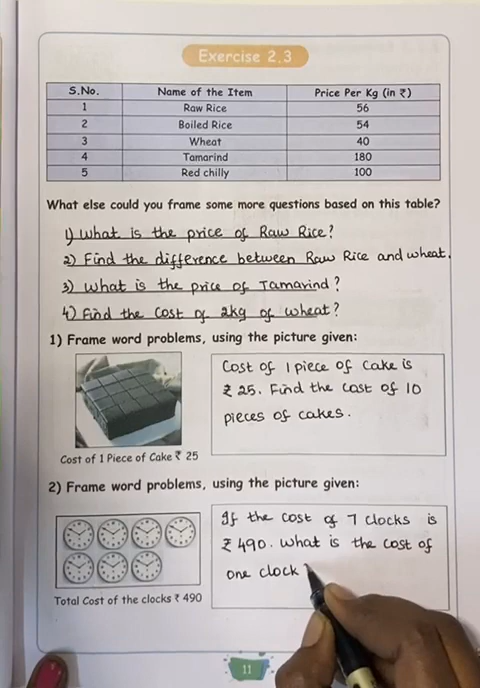 Exercise 2.3
S.No. Name of the Item Price Per Kg (in ₹)
1 Raw Rice 56
2 Boiled Rice 54
3 Wheat 40
4 Tamarind 180
5 Red chilly 100
What else could you frame some more questions based on this table?
1) What is the price of Raw Rice?
2) Find the difference between Raw Rice and wheat.
3) What is the price of Tamarind?
4) Find the cost of 2kg of wheat?
1) Frame word problems, using the picture given:
Cost of 1 piece of cake is
₹ 25. Find the cost of 10
pieces of cakes.
Cost of 1 Piece of Cake ₹ 25
2) Frame word problems, using the picture given:
If the cost of 7 clocks is
₹ 490. What is the cost of
one clock ?
Total Cost of the clocks ₹ 490
11